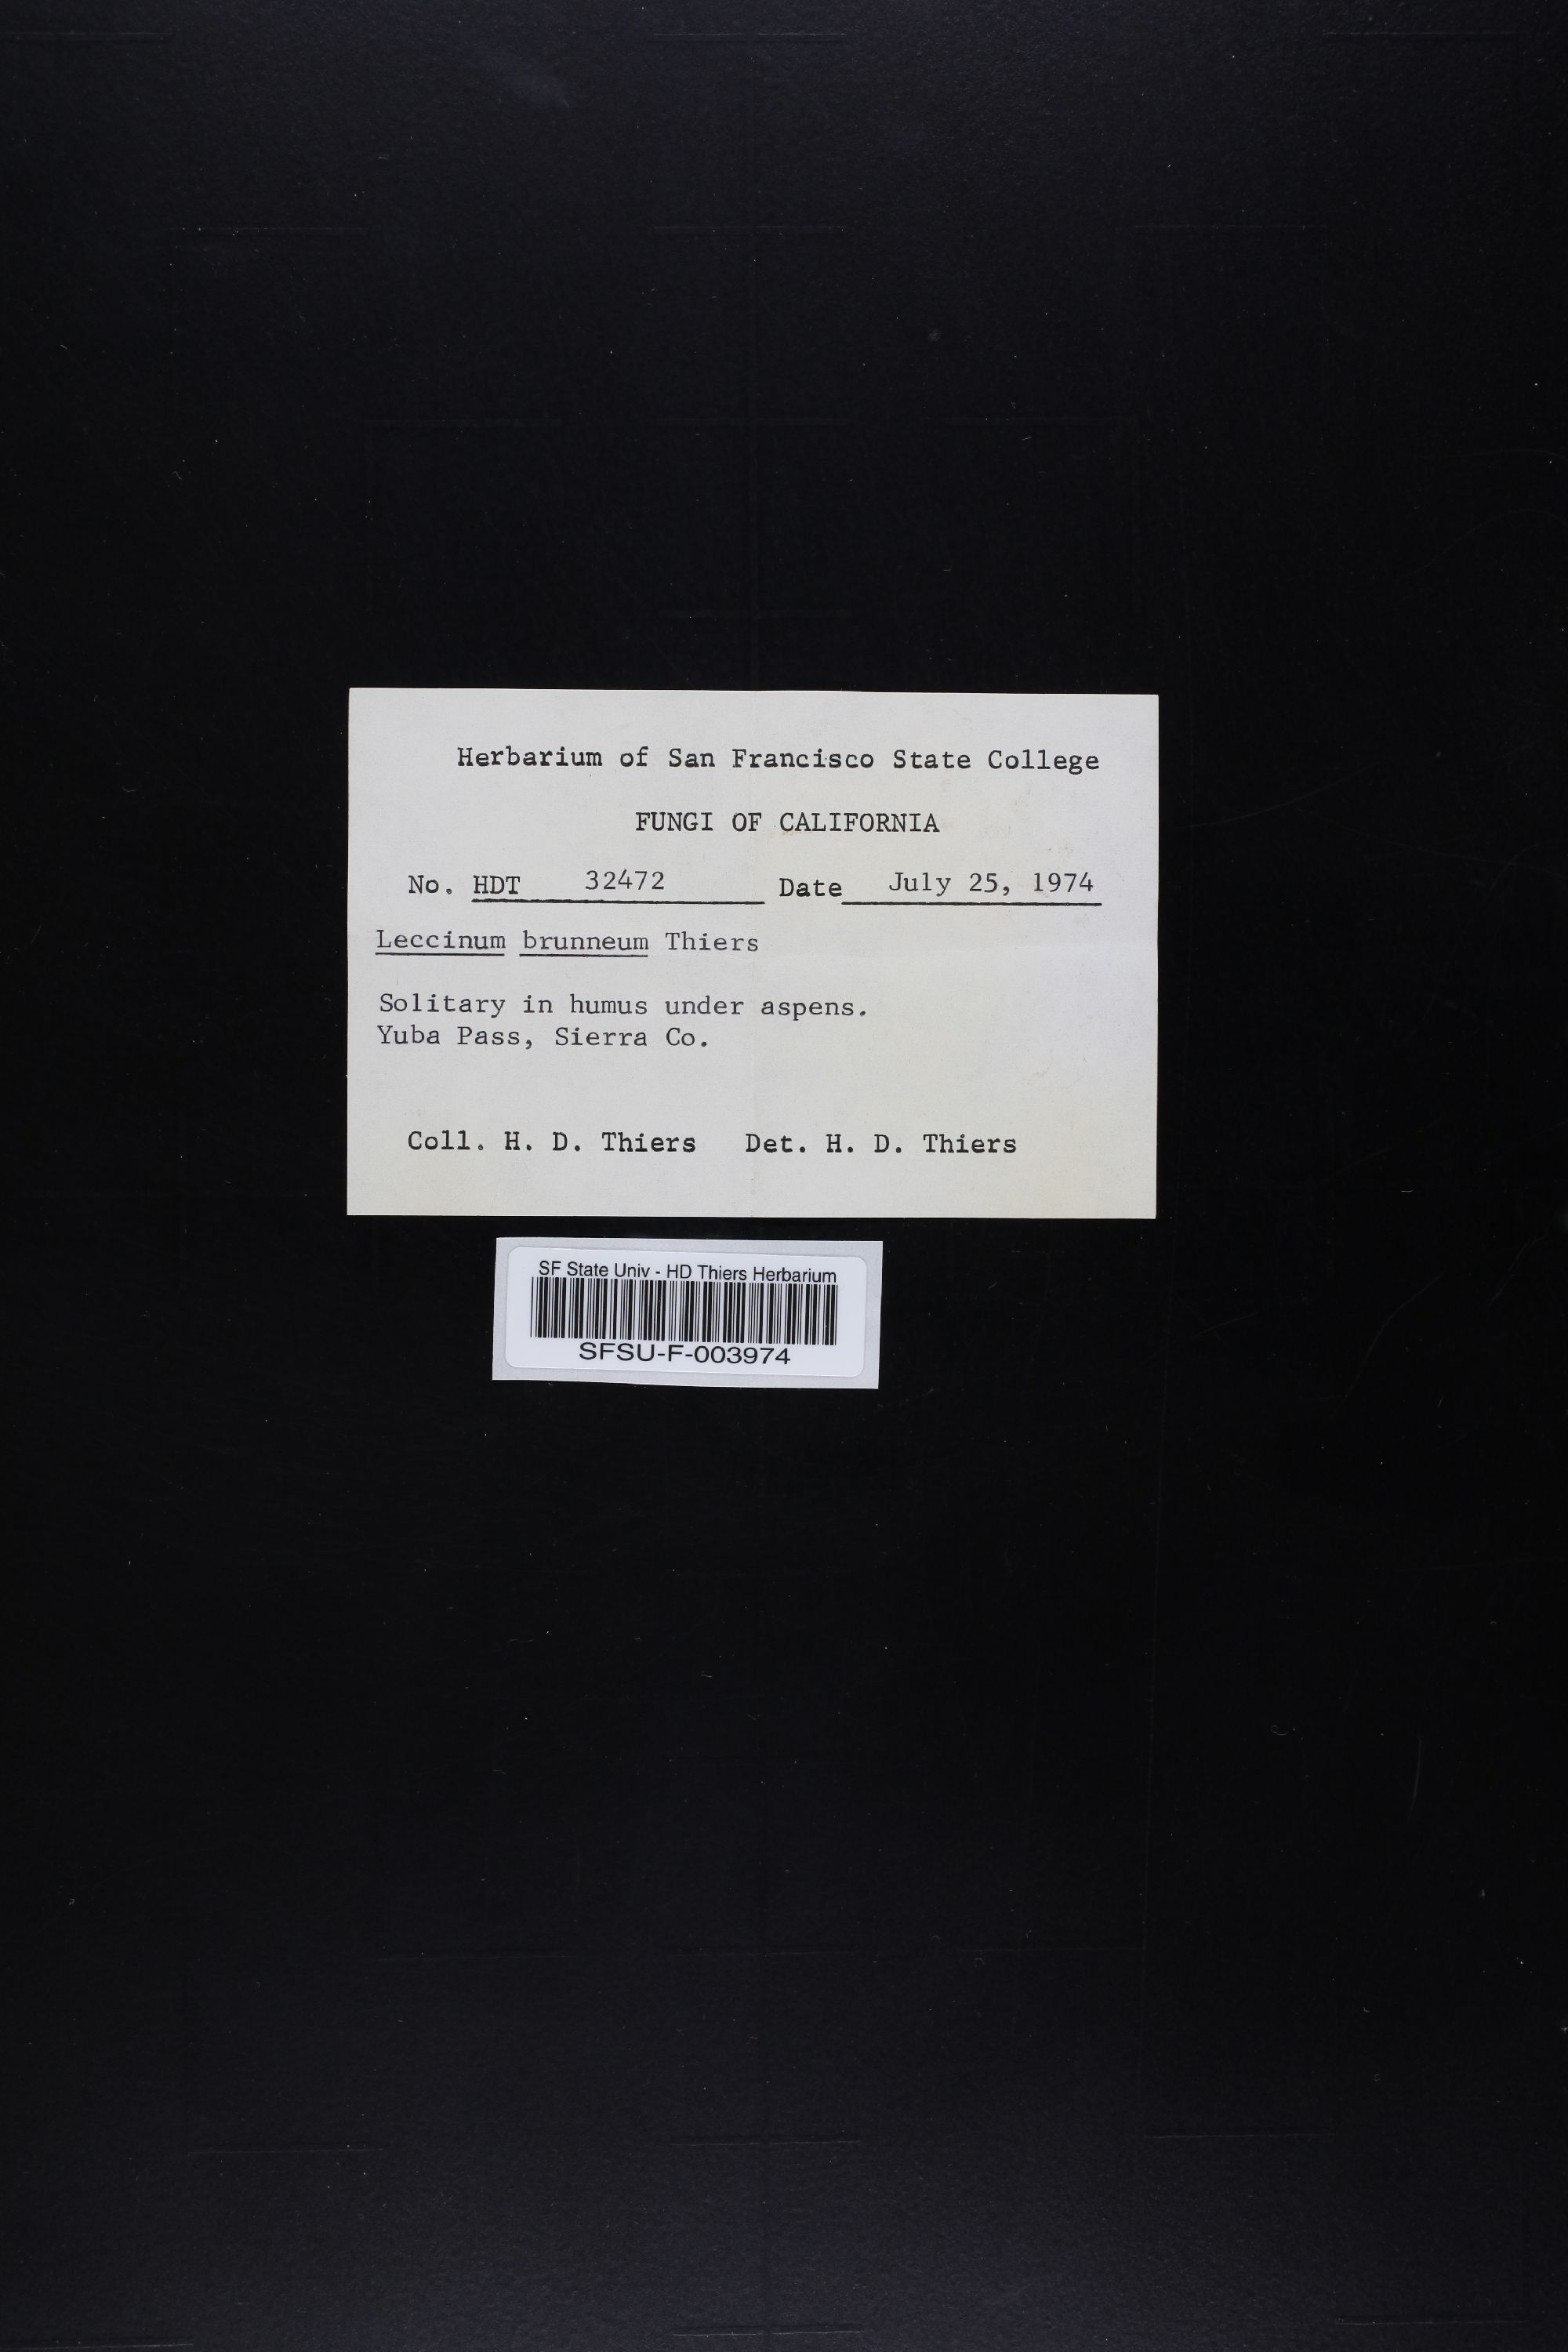 Herbarium of San Francisco State College
FUNGI OF CALIFORNIA
No. HDT 32472 Date July 25, 1974
Leccinum brunneum Thiers
Solitary in humus under aspens.
Yuba Pass, Sierra Co.
Coll. H. D. Thiers Det. H. D. Thiers
SF State Univ - HD Thiers Herbarium
SFSU-F-003974